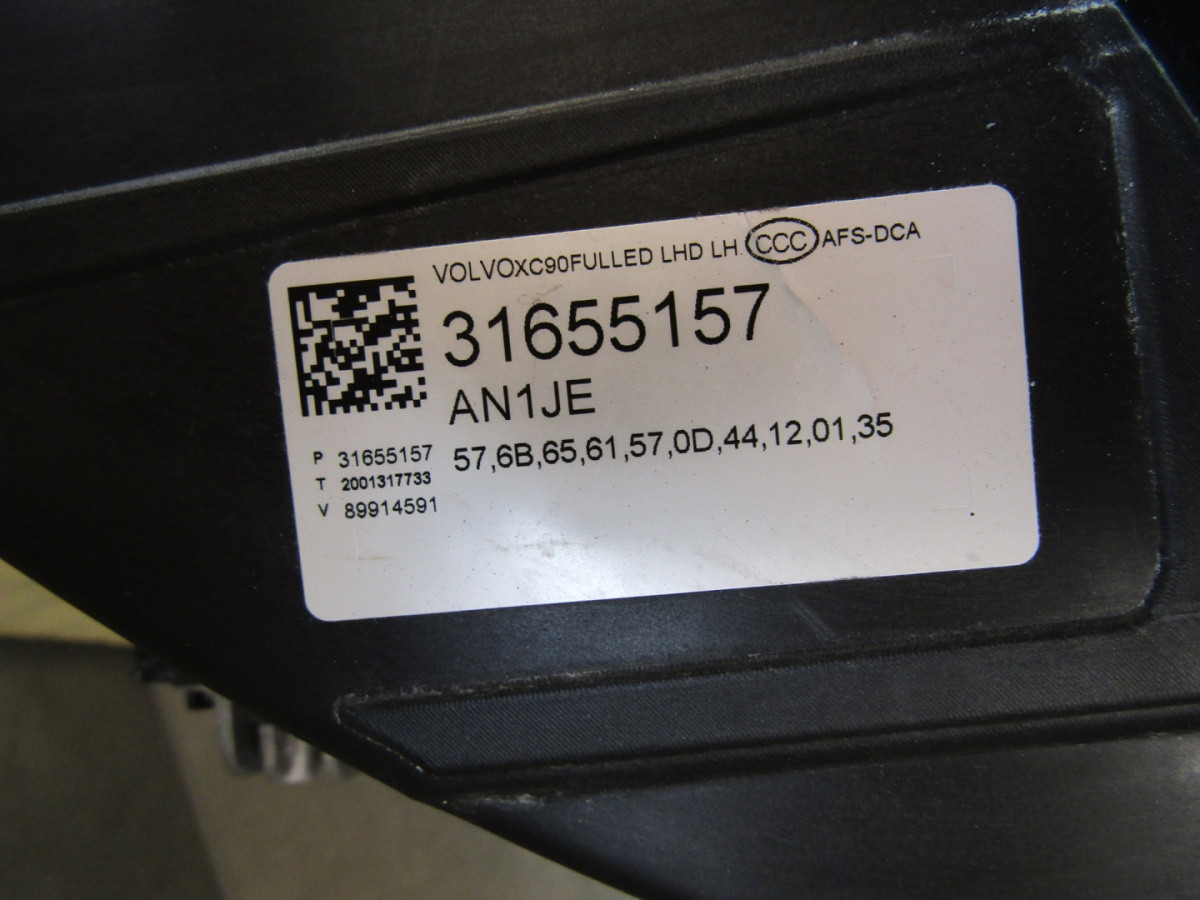 VOLVOXC90FULLED LHD LH. CCC AFS-DCA
31655157
AN1JE
57,6B,65,61,57,0D,44,12,01,35
P 31655157
T 2001317733
V 89914591